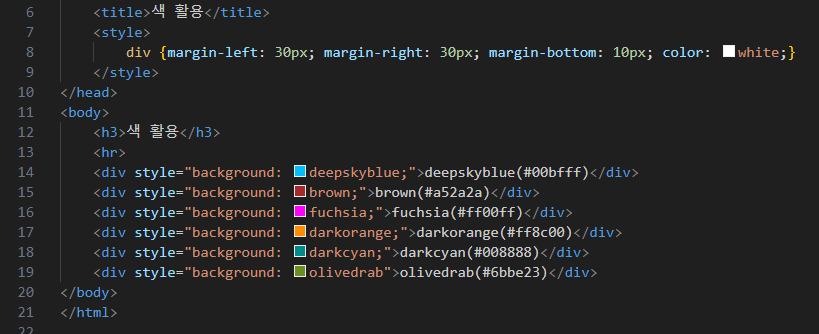 6 <title>색 활용</title>
7 <style>
8 div {margin-left: 30px; margin-right: 30px; margin-bottom: 10px; color: white;}
9 </style>
10 </head>
11 <body>
12 <h3>색 활용</h3>
13 <hr>
14 <div style="background: deepskyblue;">deepskyblue(#00bfff)</div>
15 <div style="background: brown;">brown(#a52a2a)</div>
16 <div style="background: fuchsia;">fuchsia(#ff00ff)</div>
17 <div style="background: darkorange;">darkorange(#ff8c00)</div>
18 <div style="background: darkcyan;">darkcyan(#008888)</div>
19 <div style="background: olivedrab">olivedrab(#6bbe23)</div>
20 </body>
21 </html>
22